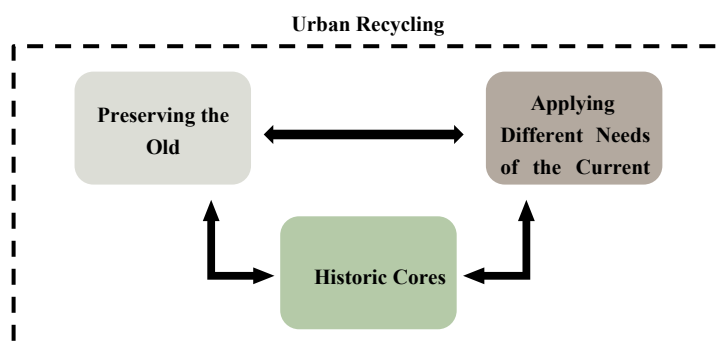 Urban Recycling
Preserving the
Old
Applying
Different Needs
of the Current
Historic Cores